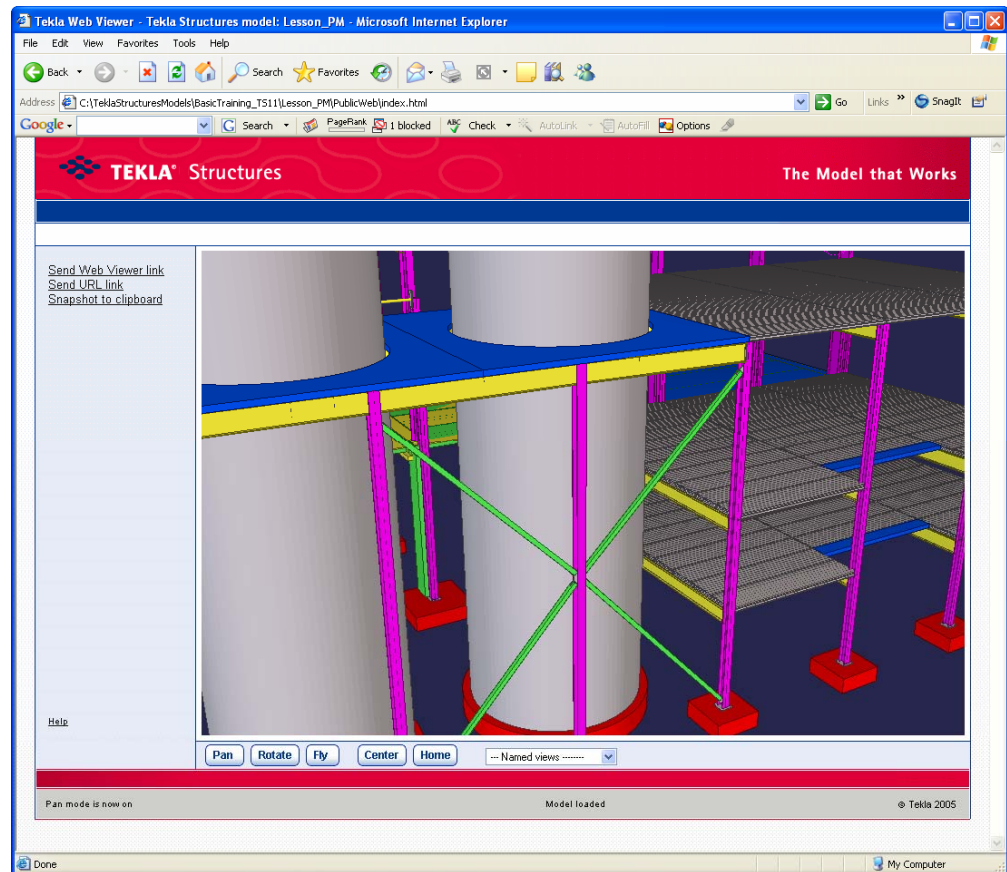 Tekla Web Viewer - Tekla Structures model: Lesson_PM - Microsoft Internet Explorer
File Edit View Favorites Tools Help
Back Search Favorites
Address C:\TeklaStructuresModels\BasicTraining_TS11\Lesson_PM\PublicWeb\index.html Go Links » SnagIt
Google Search PageRank 1 blocked ABC Check AutoLink AutoFill Options
TEKLA® Structures The Model that Works
Send Web Viewer link
Send URL link
Snapshot to clipboard
Help
Pan Rotate Fly Center Home --- Named views --------
Pan mode is now on Model loaded © Tekla 2005
Done My Computer